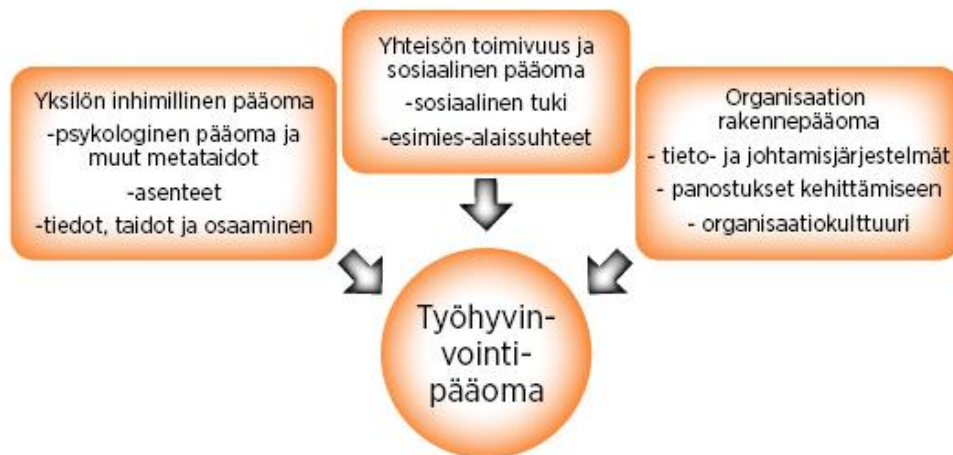 Yksilön inhimillinen pääoma
-psykologinen pääoma ja
muut metataidot
-asenteet
-tiedot, taidot ja osaaminen
Yhteisön toimivuus ja
sosiaalinen pääoma
-sosiaalinen tuki
-esimies-alaissuhteet
Organisaation
rakennepääoma
- tieto- ja johtamisjärjestelmät
- panostukset kehittämiseen
- organisaatiokulttuuri
Työhyvin-
vointi-
pääoma